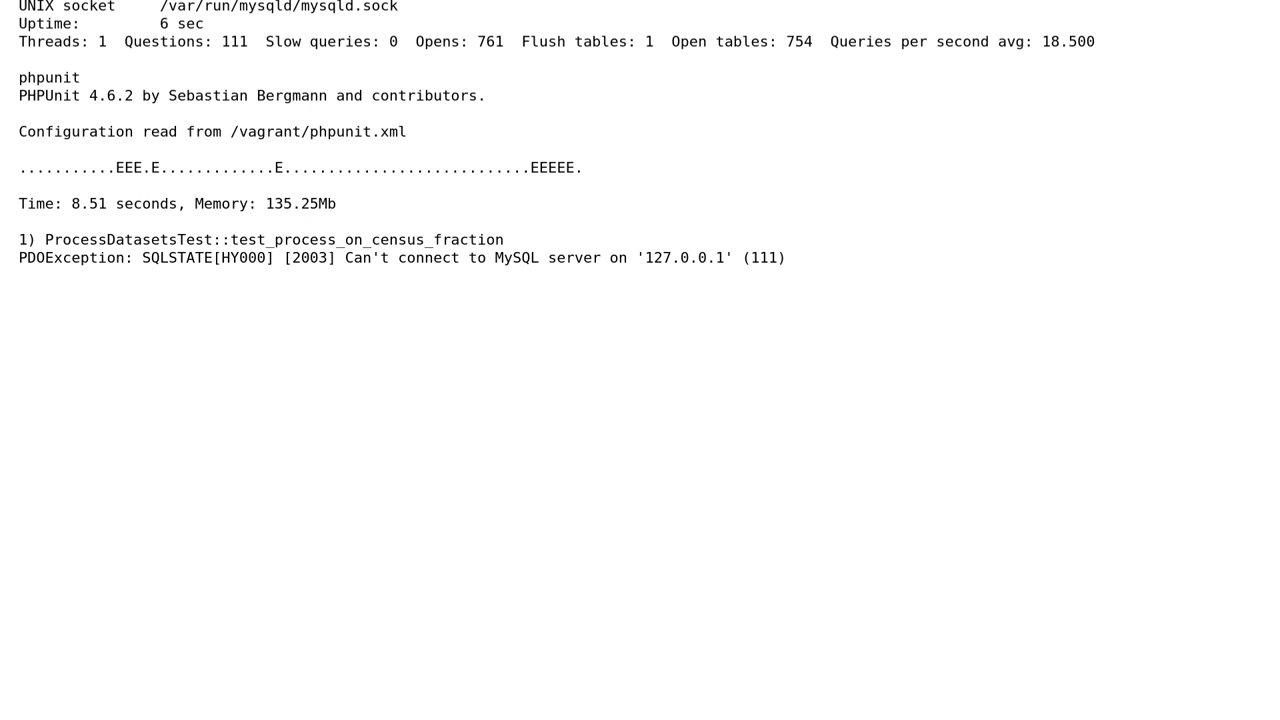 UNIX socket     /var/run/mysqld/mysqld.sock
Uptime:         6 sec
Threads: 1  Questions: 111  Slow queries: 0  Opens: 761  Flush tables: 1  Open tables: 754  Queries per second avg: 18.500
phpunit
PHPUnit 4.6.2 by Sebastian Bergmann and contributors.
Configuration read from /vagrant/phpunit.xml
...........EEE.E.............E............................EEEEE.
Time: 8.51 seconds, Memory: 135.25Mb
1) ProcessDatasetsTest::test_process_on_census_fraction
PDOException: SQLSTATE[HY000] [2003] Can't connect to MySQL server on '127.0.0.1' (111)